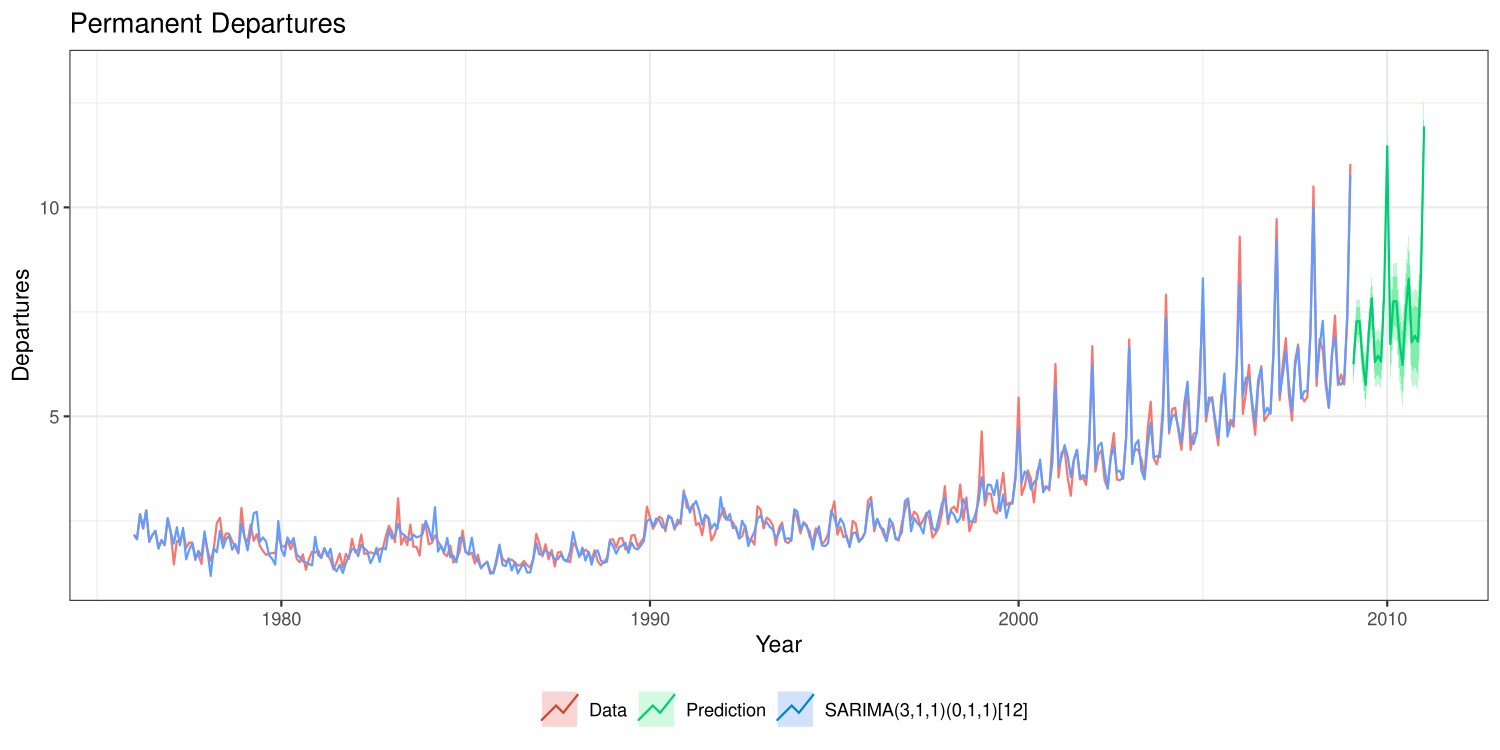 Permanent Departures
10
5
Departures
1980 1990 2000 2010
Year
Data Prediction SARIMA(3,1,1)(0,1,1)[12]